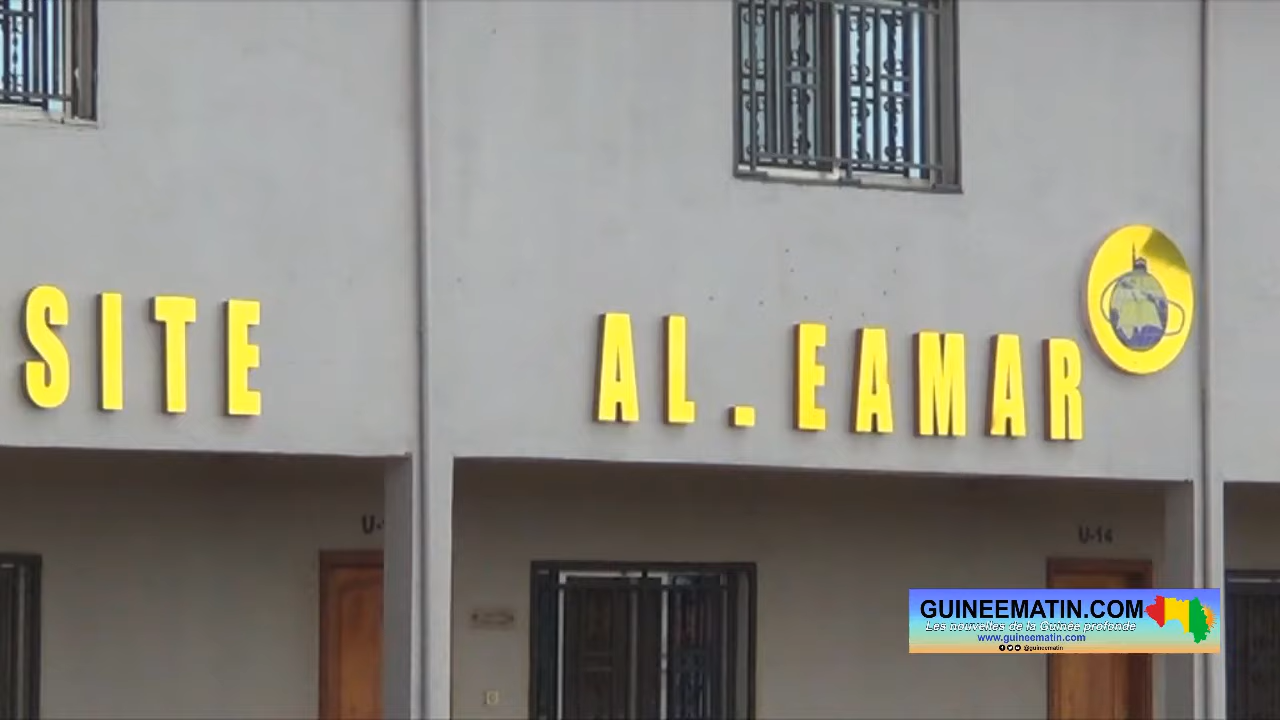 SITE AL.EAMAR
U-14
GUINEEMATIN.COM
Les nouvelles de la Guinée profonde
www.guineematin.com
@guineematin